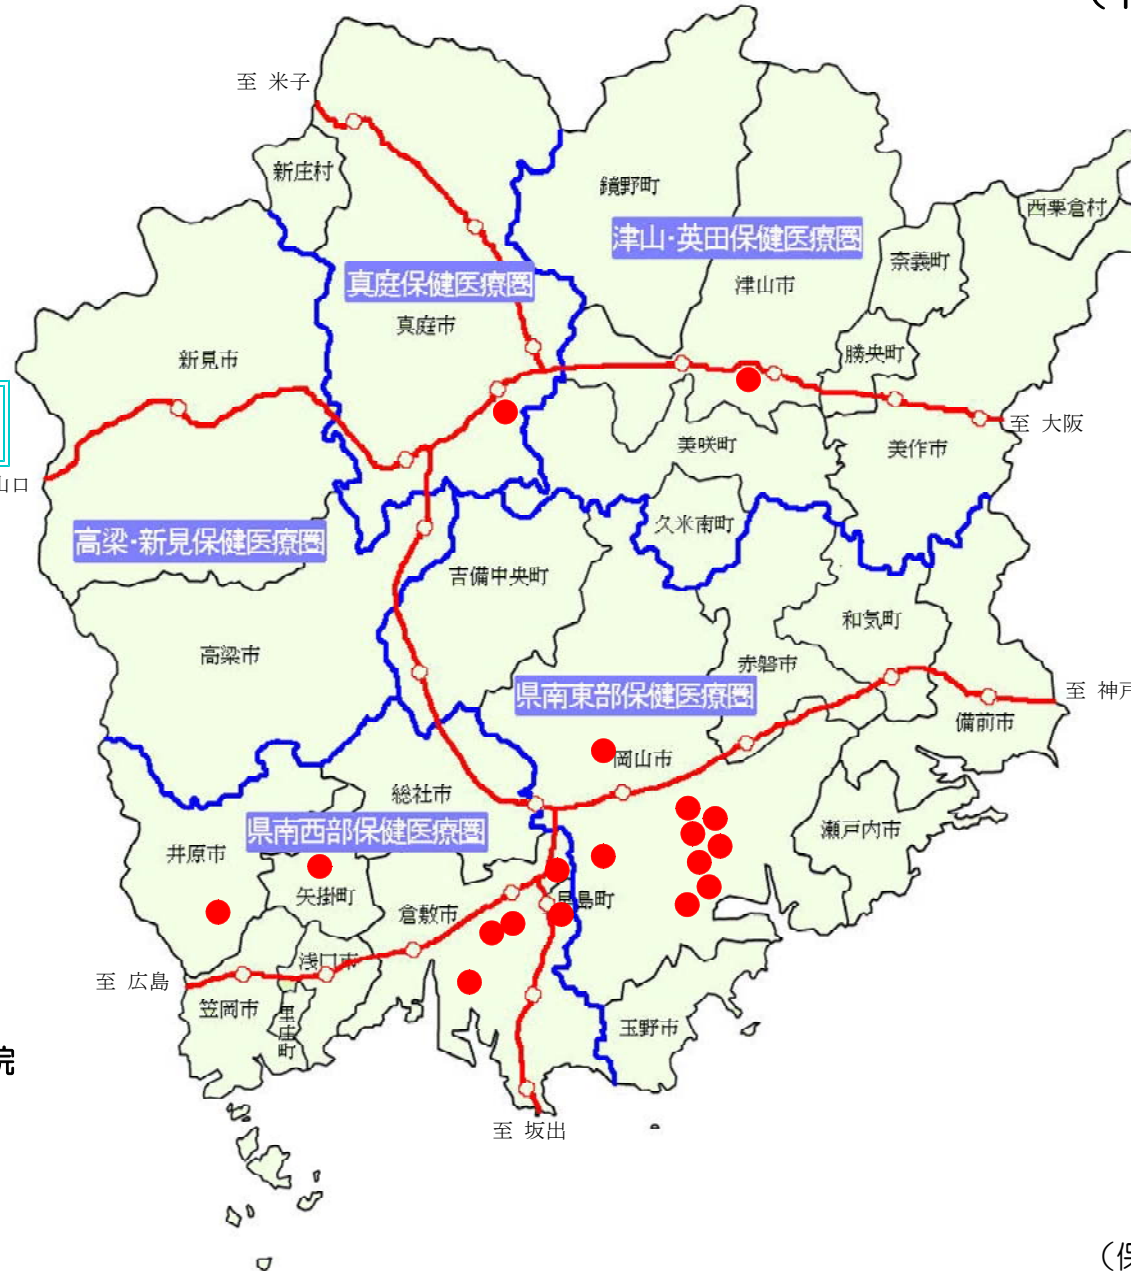 至 米子
新庄村
鏡野町
西粟倉村
津山・英田保健医療圏
奈義町
真庭保健医療圏
津山市
真庭市
勝央町
新見市
至 大阪
美咲町
美作市
山口
久米南町
高梁・新見保健医療圏
吉備中央町
和気町
高梁市
赤磐市
県南東部保健医療圏
至 神戸
備前市
岡山市
総社市
県南西部保健医療圏
瀬戸内市
井原市
矢掛町
早島町
倉敷市
浅口市
至 広島
笠岡市
里庄町
玉野市
院
至 坂出
（保